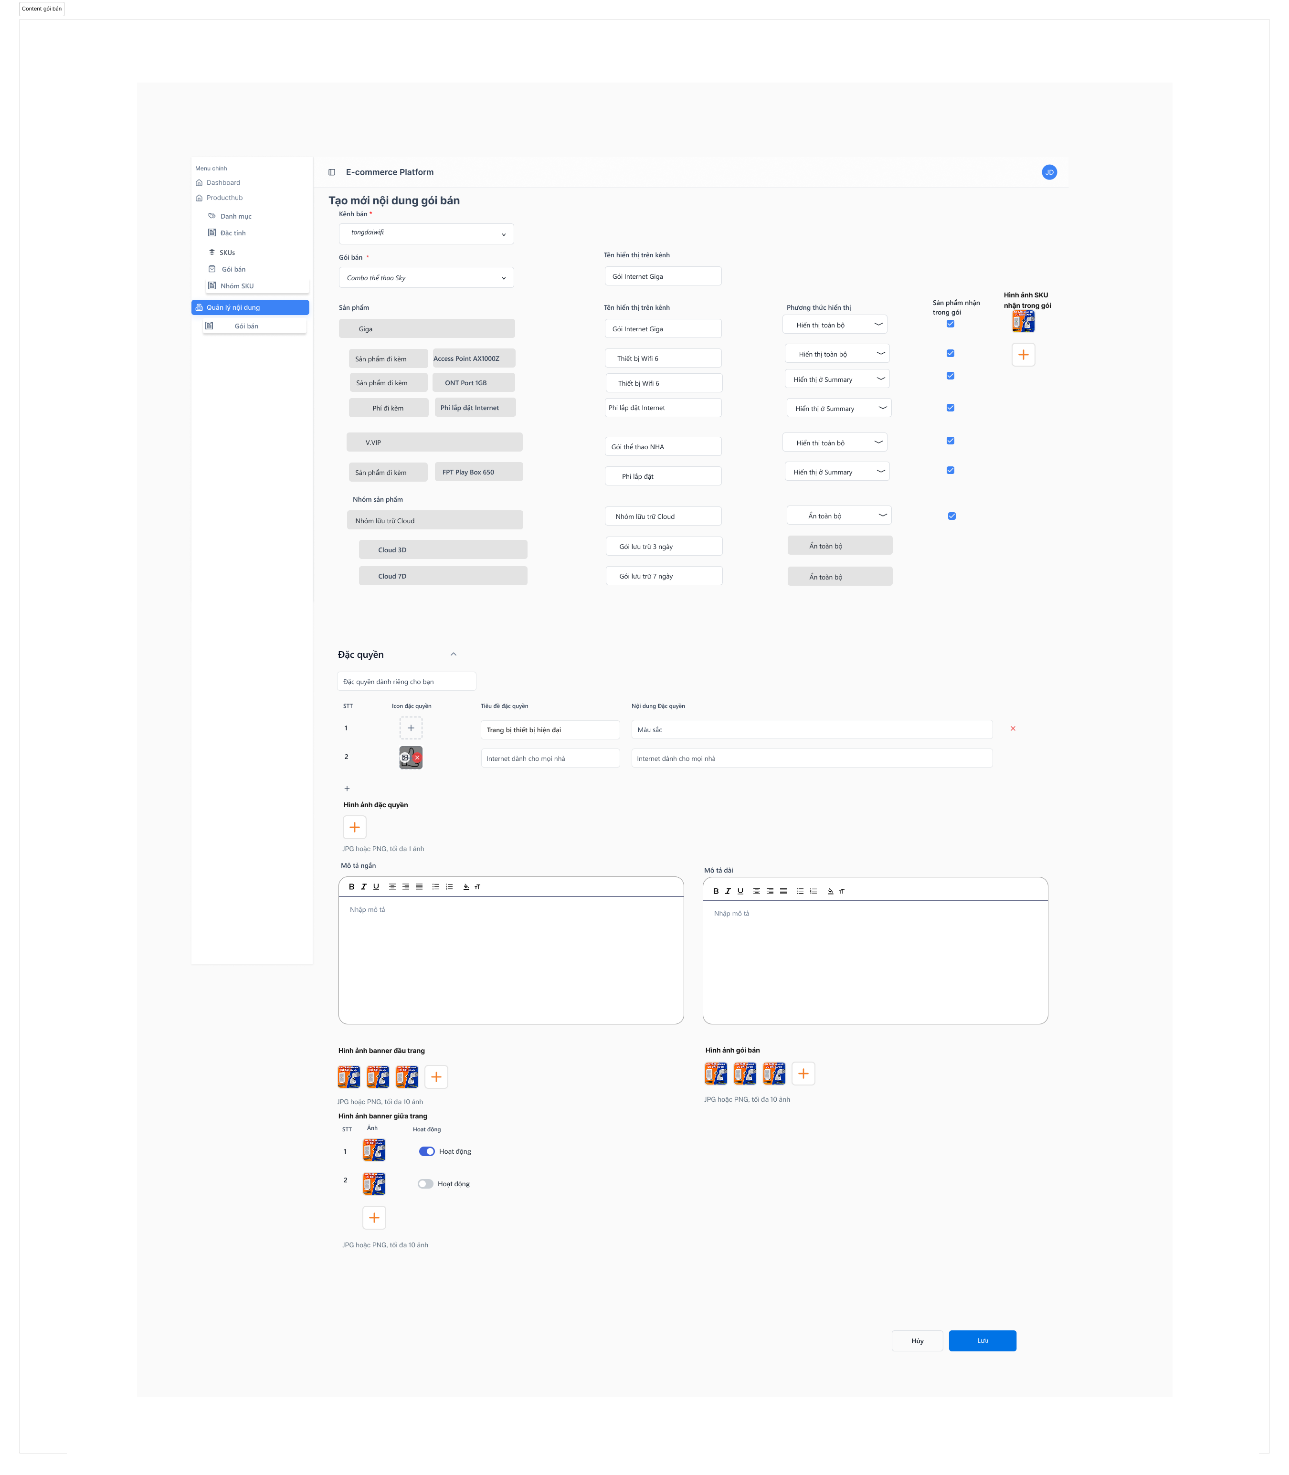 Content gói bán
Menu chính
Dashboard
Producthub
Danh mục
Đặc tính
SKUs
Gói bán
Nhóm SKU
Quản lý nội dung
Gói bán
E-commerce Platform
JD
Tạo mới nội dung gói bán
Kênh bán *
tongdaiwifi
Gói bán *
Combo thể thao Sky
Tên hiển thị trên kênh
Gói Internet Giga
Sản phẩm
Tên hiển thị trên kênh
Phương thức hiển thị
Sản phẩm nhận
trong gói
Hình ảnh SKU
nhận trong gói
Giga
Gói Internet Giga
Hiển thị toàn bộ
Sản phẩm đi kèm
Access Point AX1000Z
Thiết bị Wifi 6
Hiển thị toàn bộ
Sản phẩm đi kèm
ONT Port 1GB
Thiết bị Wifi 6
Hiển thị ở Summary
Phí đi kèm
Phí lắp đặt Internet
Phí lắp đặt Internet
Hiển thị ở Summary
V.VIP
Gói thể thao NHA
Hiển thị toàn bộ
Sản phẩm đi kèm
FPT Play Box 650
Phí lắp đặt
Hiển thị ở Summary
Nhóm sản phẩm
Nhóm lữu trữ Cloud
Nhóm lữu trữ Cloud
Ẩn toàn bộ
Cloud 3D
Gói lưu trữ 3 ngày
Ẩn toàn bộ
Cloud 7D
Gói lưu trữ 7 ngày
Ẩn toàn bộ
Đặc quyền
Đặc quyền dành riêng cho bạn
STT
Icon đặc quyền
Tiêu đề đặc quyền
Nội dung Đặc quyền
1
Trang bị thiết bị hiện đại
Màu sắc
2
Internet dành cho mọi nhà
Internet dành cho mọi nhà
Hình ảnh đặc quyền
JPG hoặc PNG, tối đa 1 ảnh
Mô tả ngắn
Nhập mô tả
Mô tả dài
Nhập mô tả
Hình ảnh banner đầu trang
JPG hoặc PNG, tối đa 10 ảnh
Hình ảnh gói bán
JPG hoặc PNG, tối đa 10 ảnh
Hình ảnh banner giữa trang
STT
Ảnh
Hoạt động
1
Hoạt động
2
Hoạt động
JPG hoặc PNG, tối đa 10 ảnh
Hủy
Lưu